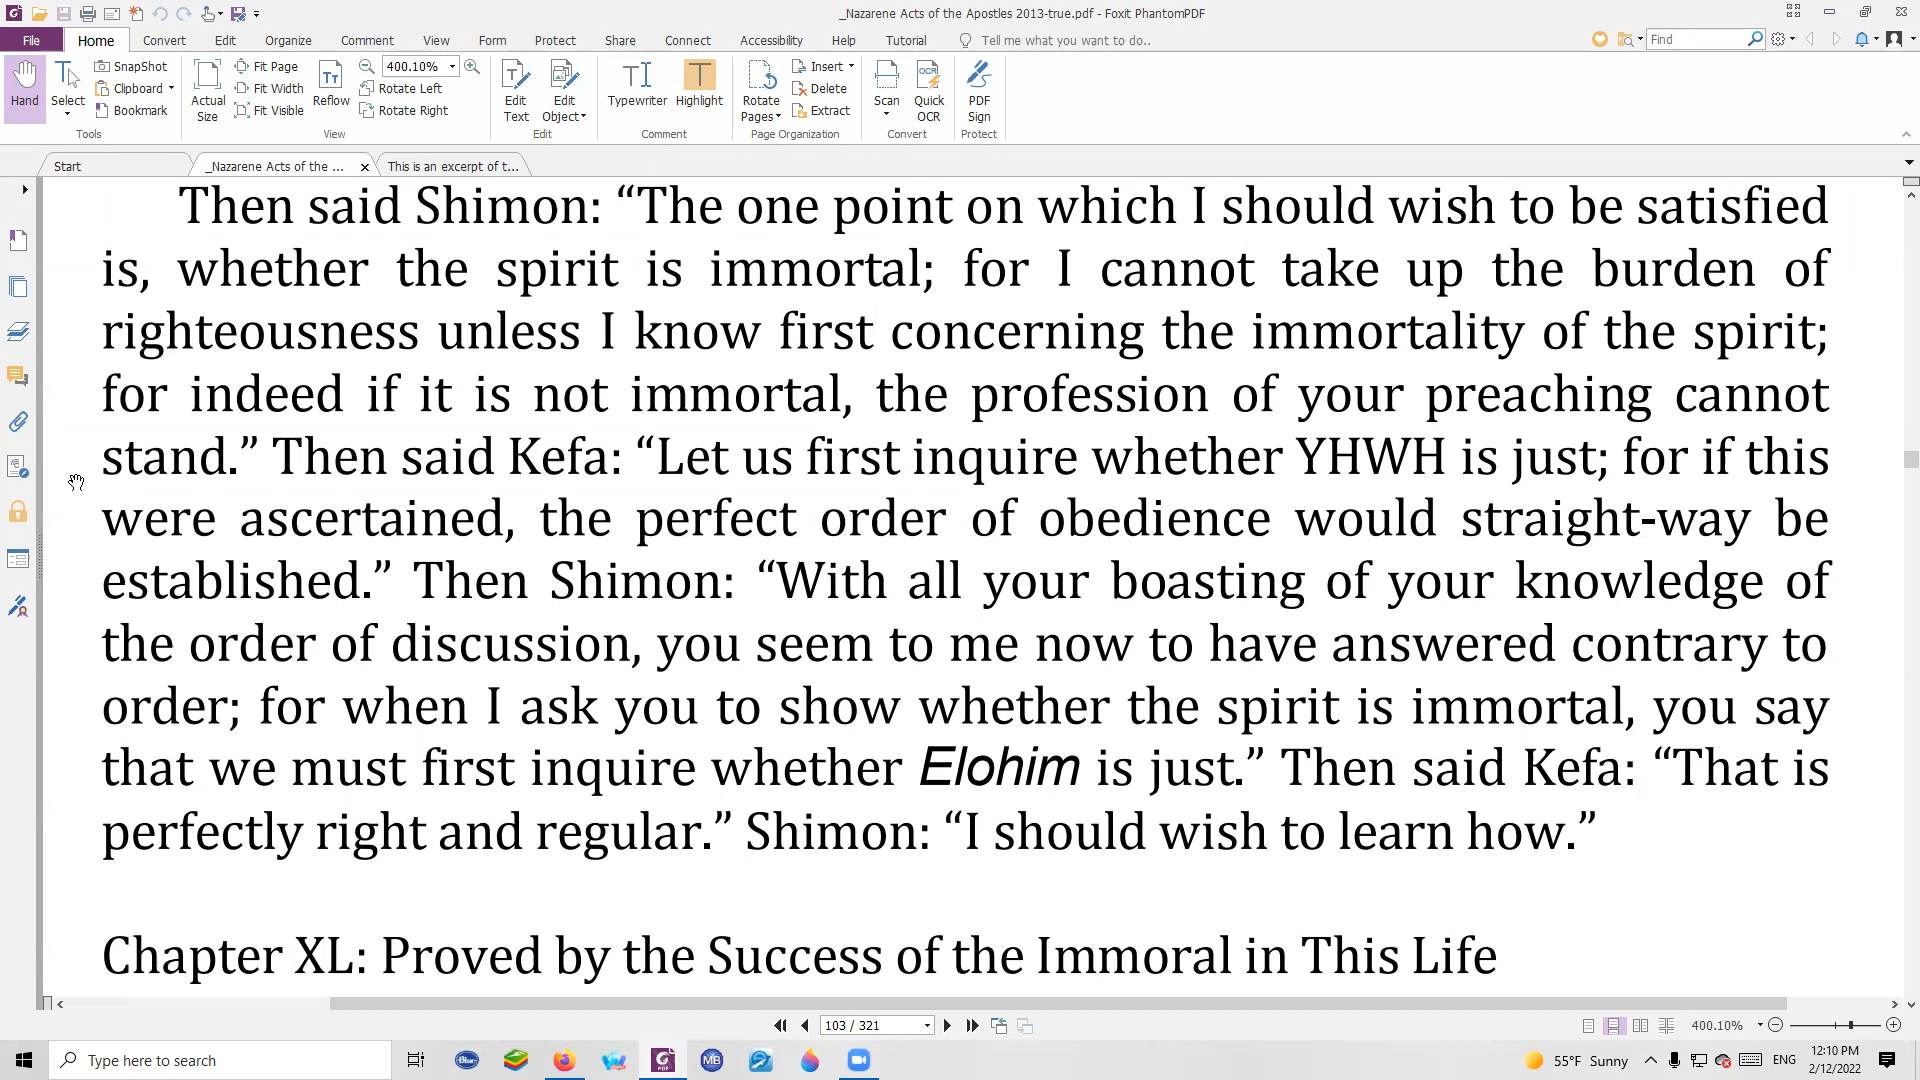 _Nazarene Acts of the Apostles 2013-true.pdf - Foxit PhantomPDF
File Home Convert Edit Organize Comment View Form Protect Share Connect Accessibility Help Tutorial Tell me what you want to do.. Find
Hand
Select
SnapShot
Clipboard
Bookmark
Tools
Actual Size
Fit Page
Fit Width
Fit Visible
Reflow
400.10%
Rotate Left
Rotate Right
View
Edit Text
Edit Object
Edit
Typewriter
Highlight
Comment
Rotate Pages
Insert
Delete
Extract
Page Organization
Scan
Quick OCR
Convert
PDF Sign
Protect
Start _Nazarene Acts of the ... This is an excerpt of t...
Then said Shimon: “The one point on which I should wish to be satisfied
is, whether the spirit is immortal; for I cannot take up the burden of
righteousness unless I know first concerning the immortality of the spirit;
for indeed if it is not immortal, the profession of your preaching cannot
stand.” Then said Kefa: “Let us first inquire whether YHWH is just; for if this
were ascertained, the perfect order of obedience would straight-way be
established.” Then Shimon: “With all your boasting of your knowledge of
the order of discussion, you seem to me now to have answered contrary to
order; for when I ask you to show whether the spirit is immortal, you say
that we must first inquire whether Elohim is just.” Then said Kefa: “That is
perfectly right and regular.” Shimon: “I should wish to learn how.”
Chapter XL: Proved by the Success of the Immoral in This Life
103 / 321
400.10%
Type here to search
Blue
PDF
MB
55°F Sunny
ENG
12:10 PM
2/12/2022